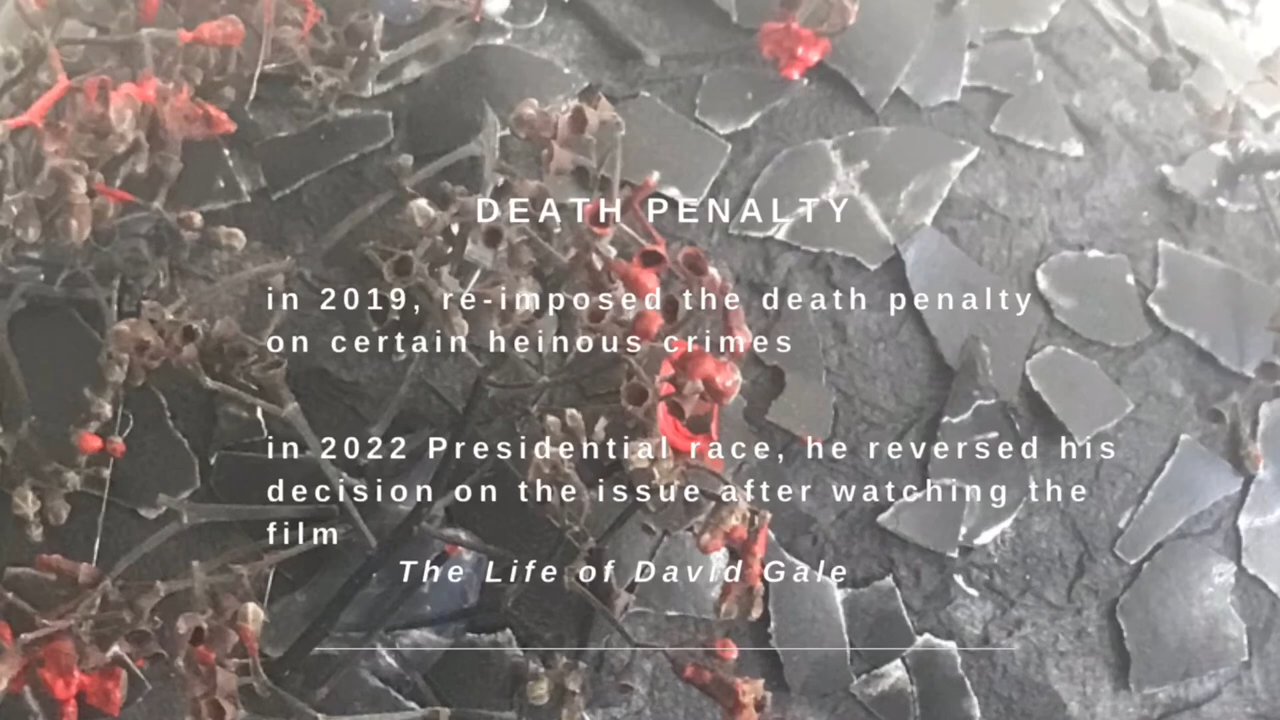 DEATH PENALTY
in 2019, re-imposed the death penalty
on certain heinous crimes
in 2022 Presidential race, he reversed his
decision on the issue after watching the
film
The Life of David Gale